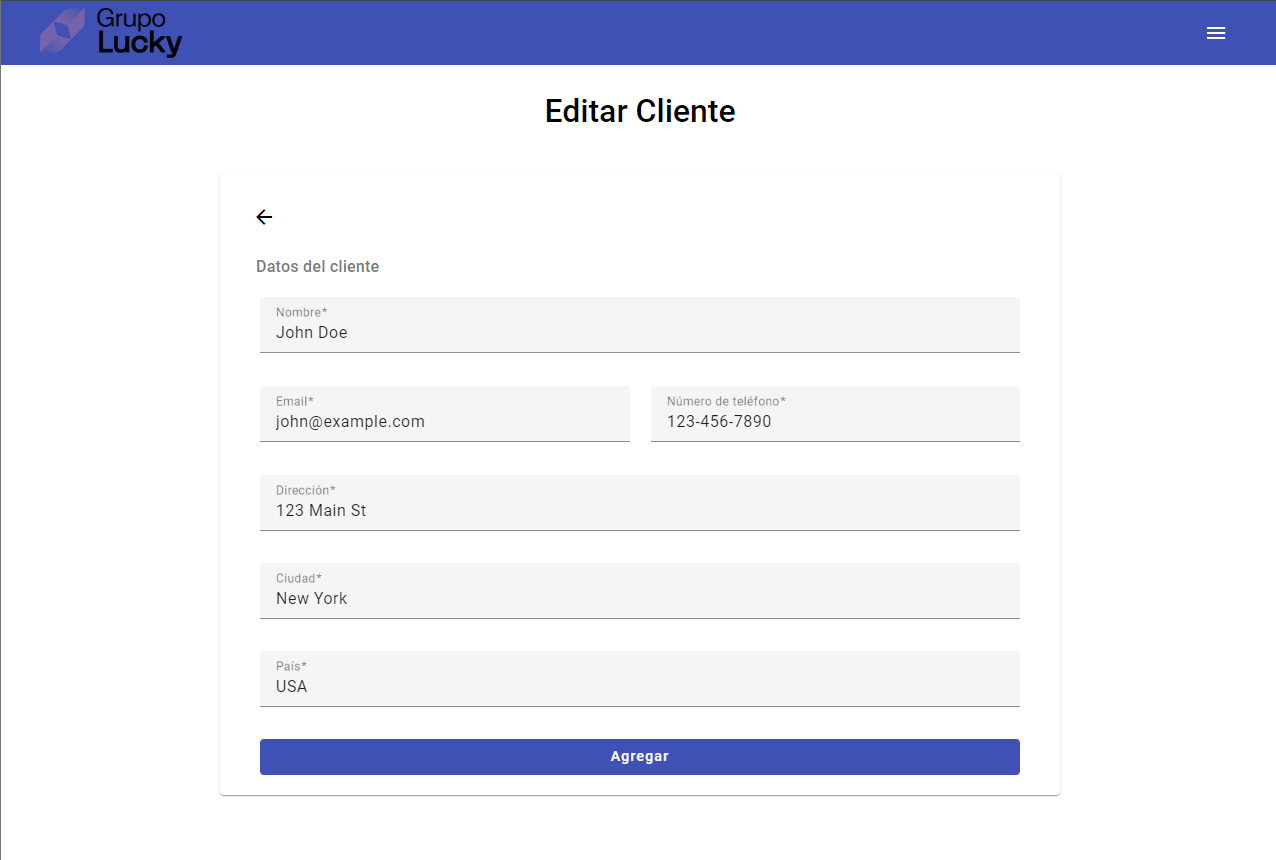 Grupo
Lucky
Editar Cliente
Datos del cliente
Nombre*
John Doe
Email*
john@example.com
Número de teléfono*
123-456-7890
Dirección*
123 Main St
Ciudad*
New York
País*
USA
Agregar